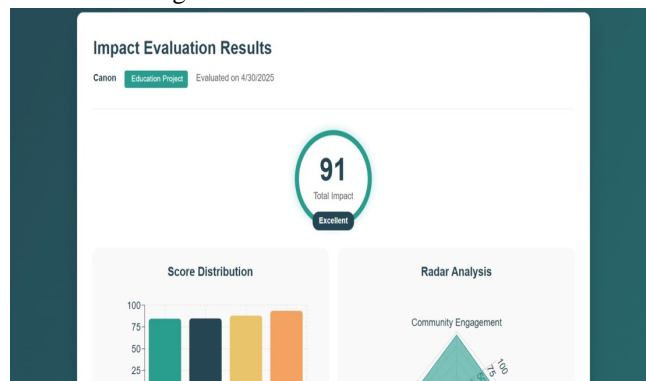 Impact Evaluation Results
Canon Education Project Evaluated on 4/30/2025
91
Total Impact
Excellent
Score Distribution
100
75
50
25
Radar Analysis
Community Engagement
100
75